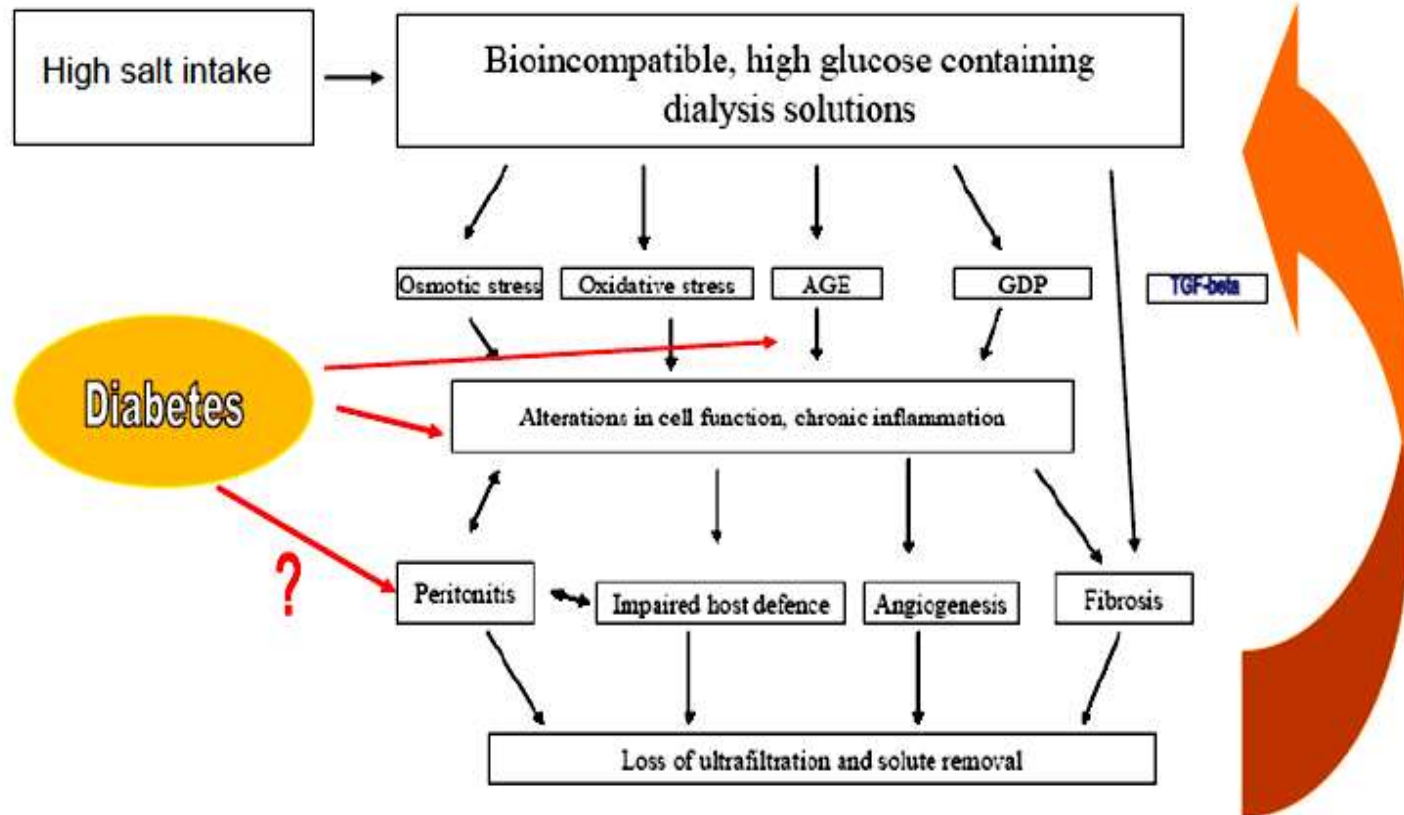 High salt intake
Bioincompatible, high glucose containing
dialysis solutions
Osmotic stress
Oxidative stress
AGE
GDP
TGF-beta
Diabetes
Alterations in cell function, chronic inflammation
?
Peritonitis
Impaired host defence
Angiogenesis
Fibrosis
Loss of ultrafiltration and solute removal